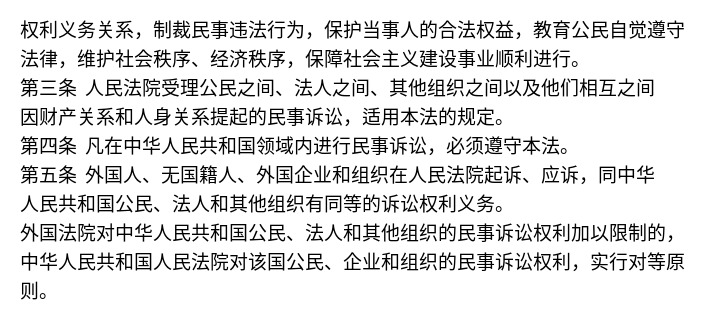 权利义务关系，制裁民事违法行为，保护当事人的合法权益，教育公民自觉遵守
法律，维护社会秩序、经济秩序，保障社会主义建设事业顺利进行。
第三条 人民法院受理公民之间、法人之间、其他组织之间以及他们相互之间
因财产关系和人身关系提起的民事诉讼，适用本法的规定。
第四条 凡在中华人民共和国领域内进行民事诉讼，必须遵守本法。
第五条 外国人、无国籍人、外国企业和组织在人民法院起诉、应诉，同中华
人民共和国公民、法人和其他组织有同等的诉讼权利义务。
外国法院对中华人民共和国公民、法人和其他组织的民事诉讼权利加以限制的，
中华人民共和国人民法院对该国公民、企业和组织的民事诉讼权利，实行对等原
则。